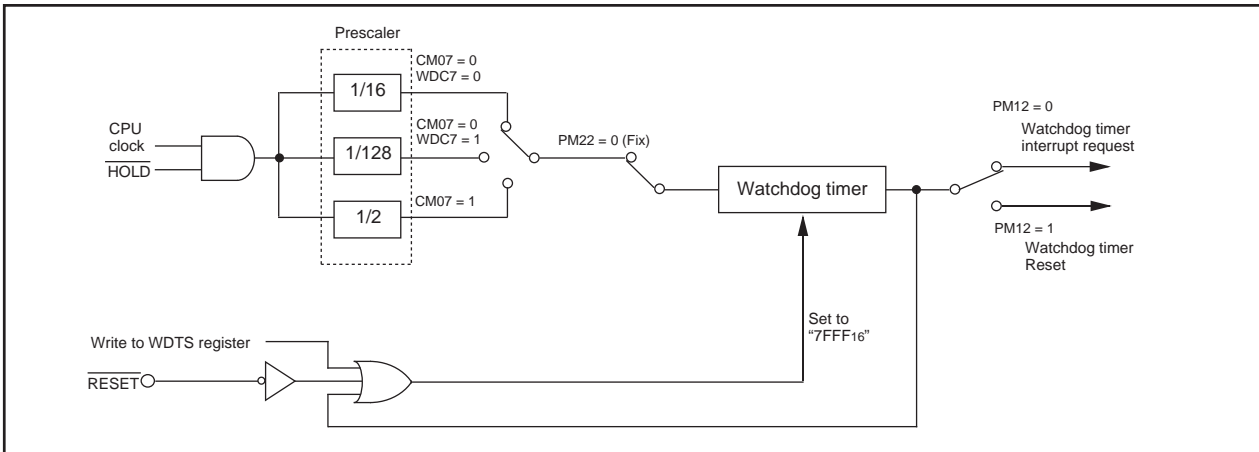 Prescaler
CM07 = 0
WDC7 = 0
1/16
CPU
clock
HOLD
CM07 = 0
WDC7 = 1
1/128
PM22 = 0 (Fix)
CM07 = 1
1/2
Watchdog timer
PM12 = 0
Watchdog timer
interrupt request
PM12 = 1
Watchdog timer
Reset
Set to
“7FFF16”
Write to WDTS register
RESET